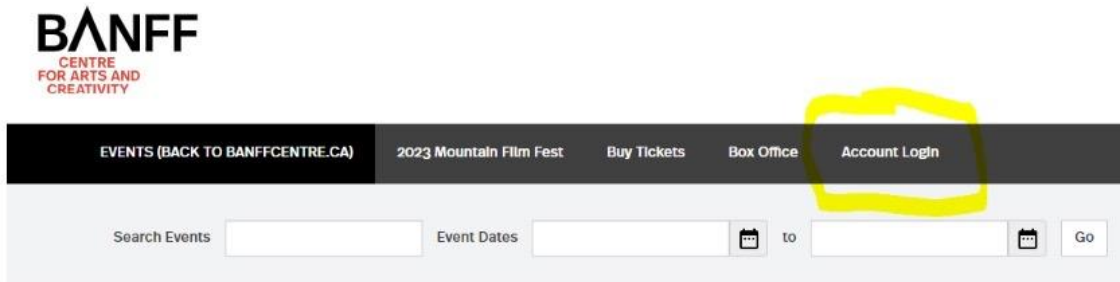 BANFF
CENTRE
FOR ARTS AND
CREATIVITY
EVENTS (BACK TO BANFFCENTRE.CA) 2023 Mountain Film Fest Buy Tickets Box Office Account Login
Search Events Event Dates to Go